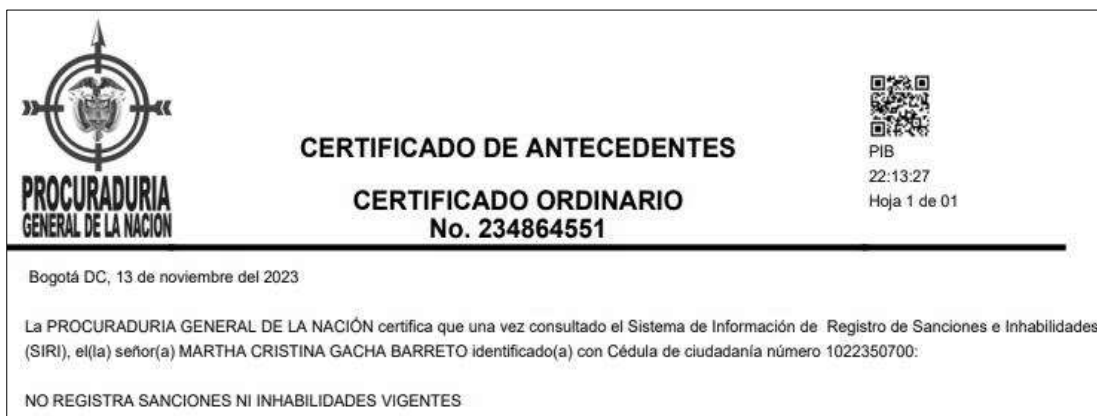 PROCURADURIA
GENERAL DE LA NACION
CERTIFICADO DE ANTECEDENTES
CERTIFICADO ORDINARIO
No. 234864551
PIB
22:13:27
Hoja 1 de 01
Bogotá DC, 13 de noviembre del 2023
La PROCURADURIA GENERAL DE LA NACIÓN certifica que una vez consultado el Sistema de Información de Registro de Sanciones e Inhabilidades
(SIRI), el(la) señor(a) MARTHA CRISTINA GACHA BARRETO identificado(a) con Cédula de ciudadanía número 1022350700:
NO REGISTRA SANCIONES NI INHABILIDADES VIGENTES